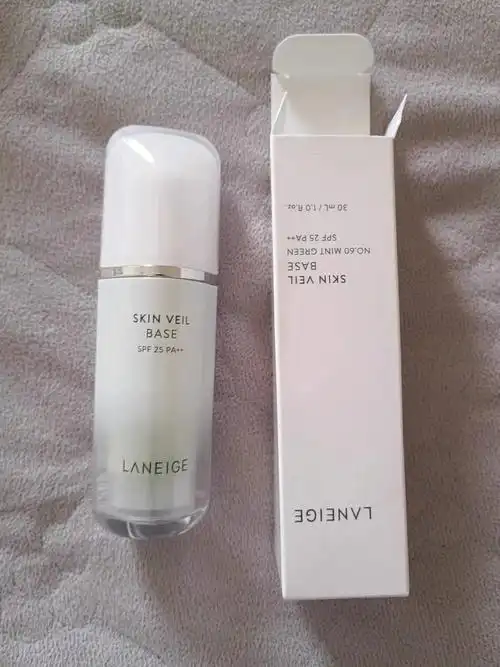 SKIN VEIL
BASE
SPF 25 PA++
LANEIGE
LANEIGE
SKIN VEIL
BASE
NO.60 MINT GREEN
SPF 25 PA++
30 mL / 1.0 fl.oz.